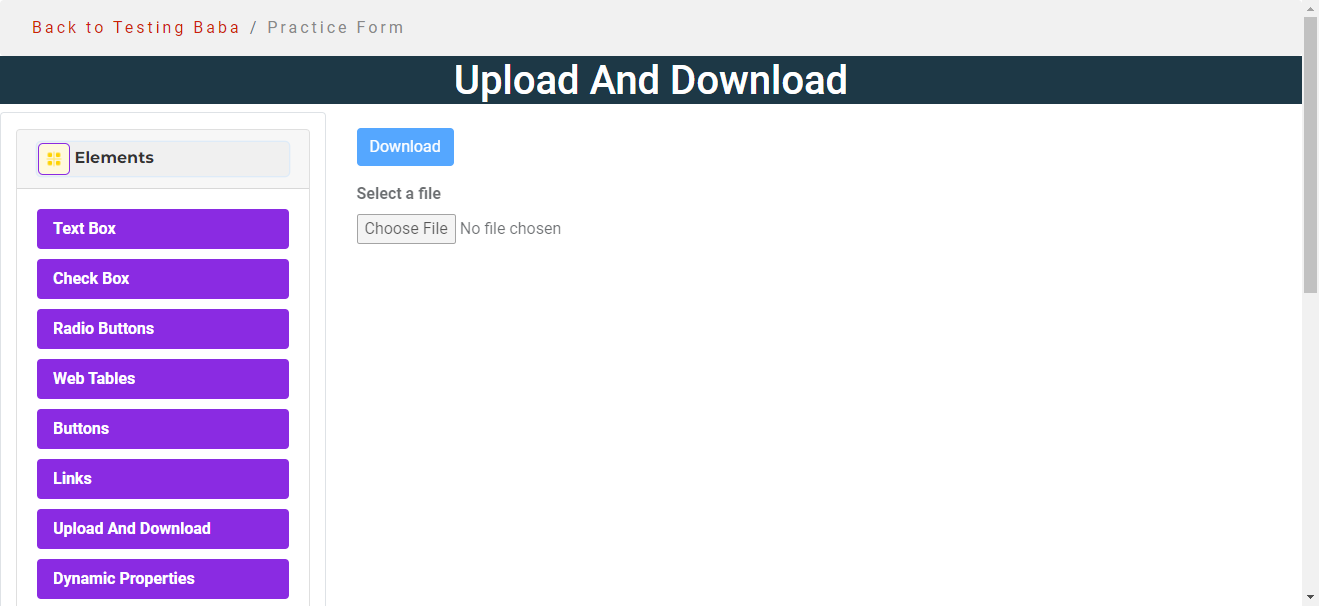 Back to Testing Baba / Practice Form
Upload And Download
Elements
Text Box
Check Box
Radio Buttons
Web Tables
Buttons
Links
Upload And Download
Dynamic Properties
Download
Select a file
Choose File No file chosen